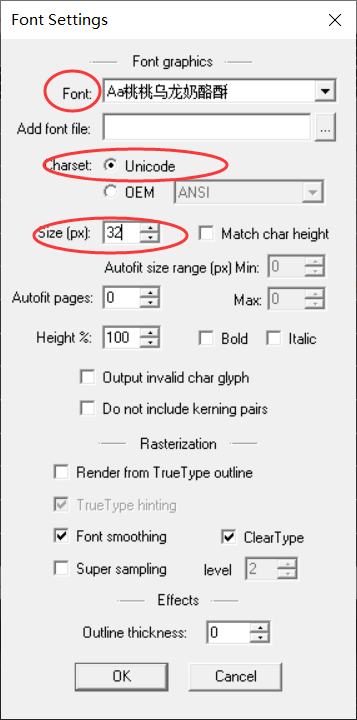 Font Settings
Font graphics
Font: Aa桃桃乌龙奶酪酥
Add font file: ...
Charset: Unicode
OEM ANSI
Size (px): 32 Match char height
Autofit size range (px) Min: 0
Autofit pages: 0 Max: 0
Height %: 100 Bold Italic
Output invalid char glyph
Do not include kerning pairs
Rasterization
Render from TrueType outline
TrueType hinting
Font smoothing ClearType
Super sampling level 2
Effects
Outline thickness: 0
OK Cancel